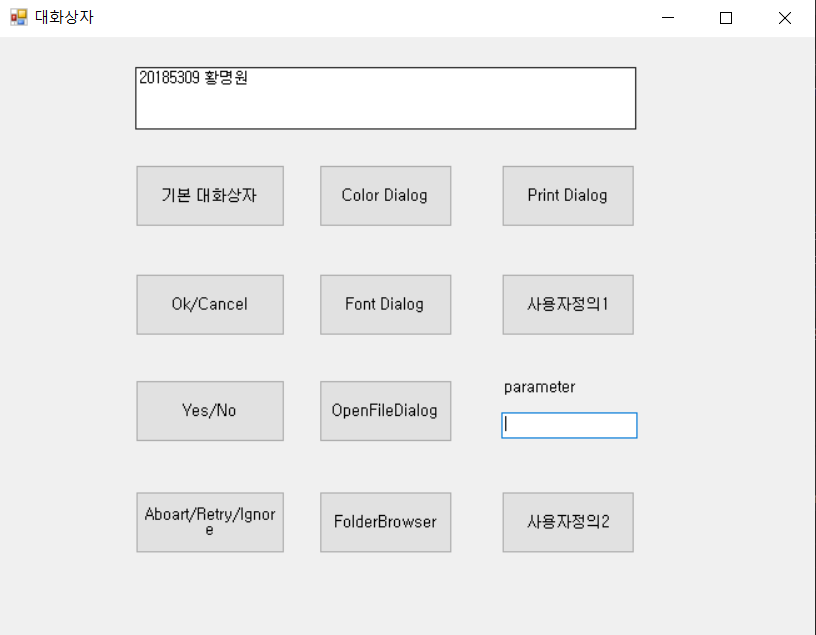 대화상자
20185309 황명원
기본 대화상자
Color Dialog
Print Dialog
Ok/Cancel
Font Dialog
사용자정의1
Yes/No
OpenFileDialog
parameter
Aboart/Retry/Ignor
e
FolderBrowser
사용자정의2